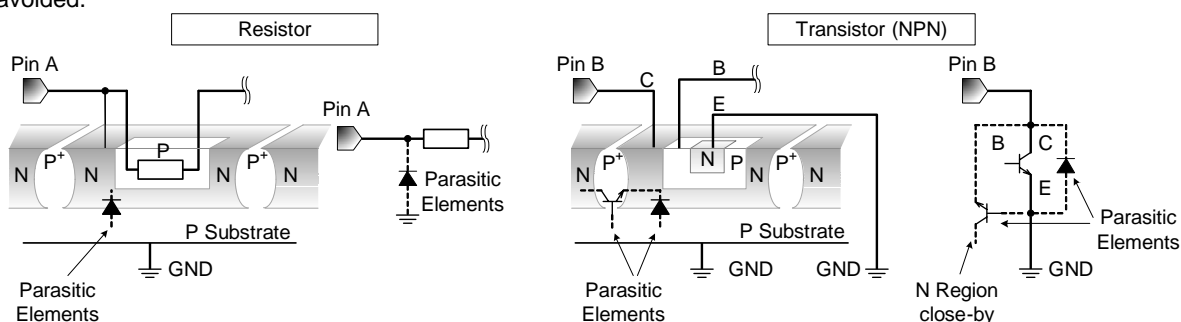 avoided.
Resistor
Transistor (NPN)
Pin A
Pin A
P
N
P+
N
N
P+
N
Parasitic
Elements
P Substrate
GND
Parasitic
Elements
Pin B
C
B
E
N
P+
N
P
N
P+
N
P Substrate
GND
GND
Parasitic
Elements
Pin B
B
C
E
Parasitic
Elements
GND
N Region
close-by